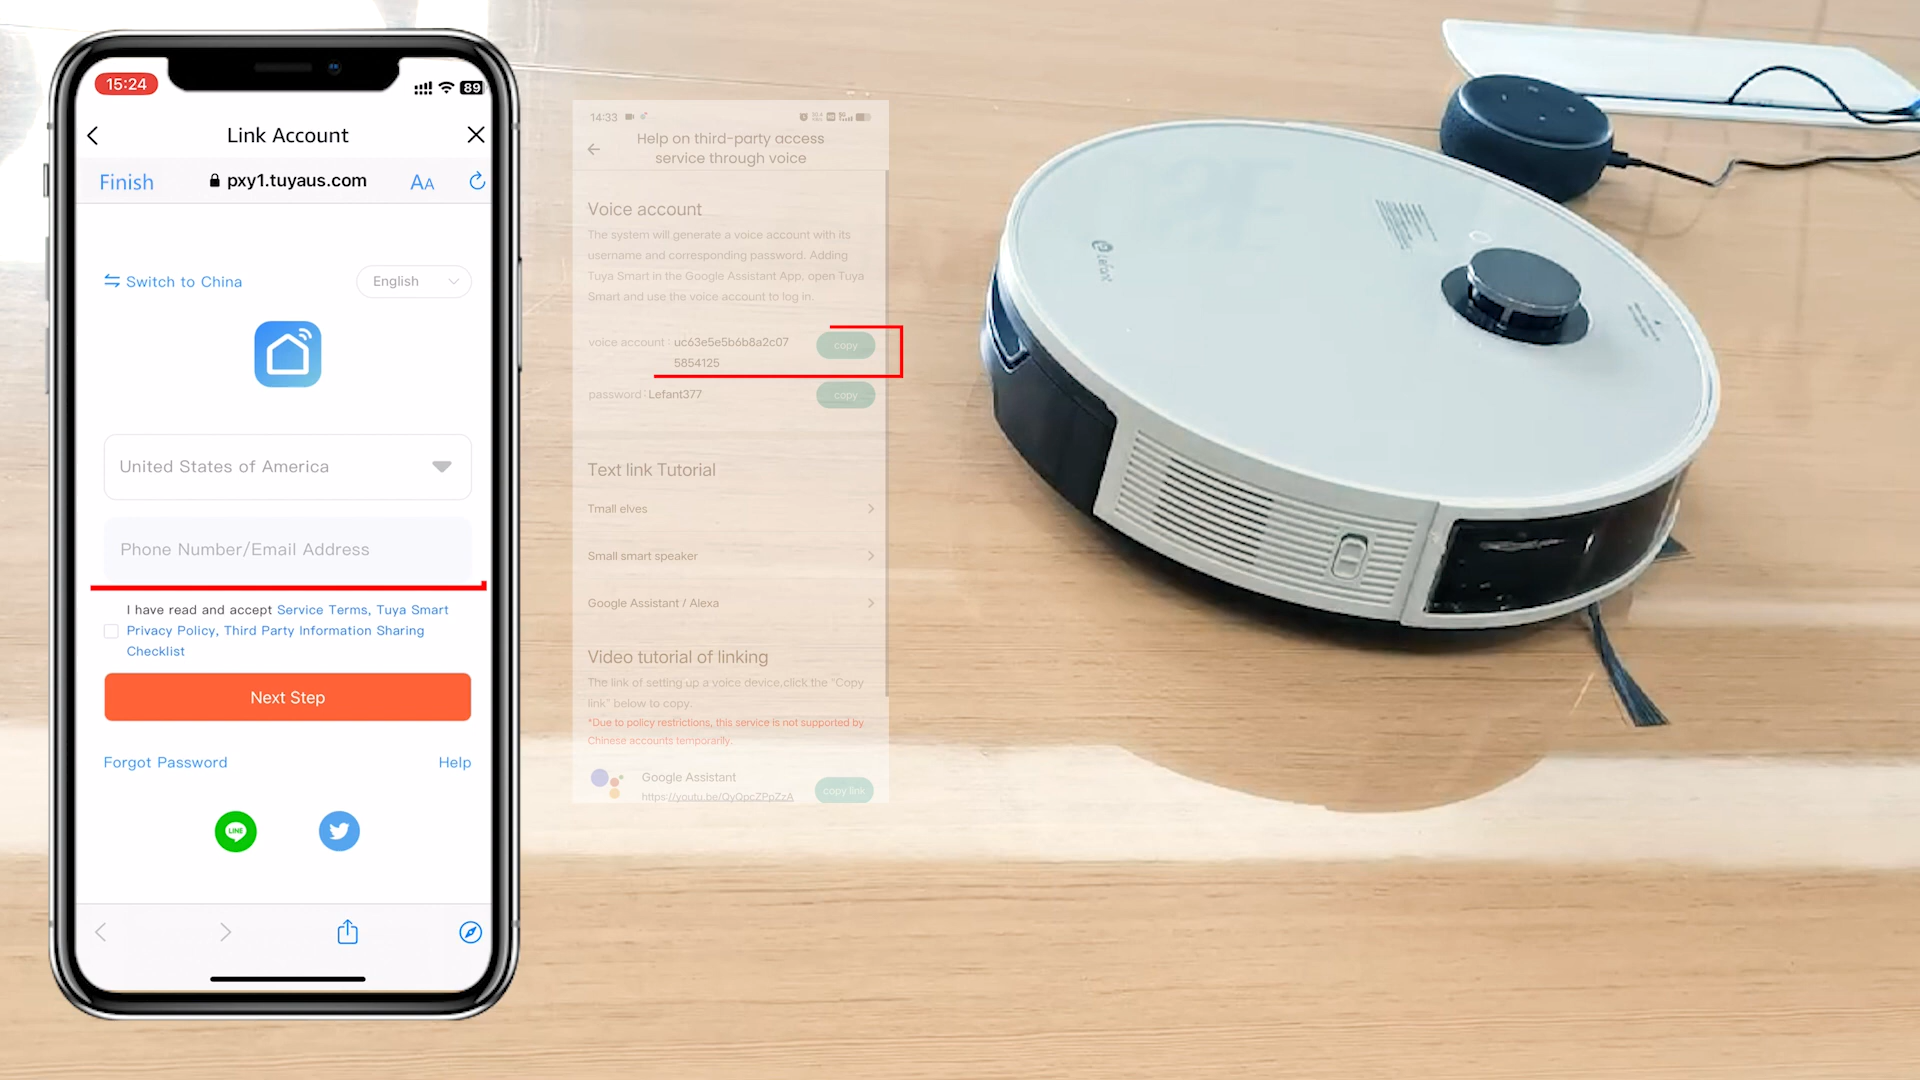 15:24
89
Link Account
Finish
pxy1.tuyaus.com
AA
Switch to China
English
United States of America
Phone Number/Email Address
I have read and accept Service Terms, Tuya Smart
Privacy Policy, Third Party Information Sharing
Checklist
Next Step
Forgot Password
Help
LINE
14:33
Help on third-party access
service through voice
Voice account
The system will generate a voice account with its
username and corresponding password. Adding
Tuya Smart in the Google Assistant App, open Tuya
Smart and use the voice account to log in.
voice account: uc63e5e5b6b8a2c07
5854125
copy
password: Lefant377
copy
Text link Tutorial
Tmall elves
Small smart speaker
Google Assistant / Alexa
Video tutorial of linking
The link of setting up a voice device,click the "Copy
link" below to copy.
*Due to policy restrictions, this service is not supported by
Chinese accounts temporarily.
Google Assistant
https://youtu.be/QyQpcZPpZzA
copy link
Lefant